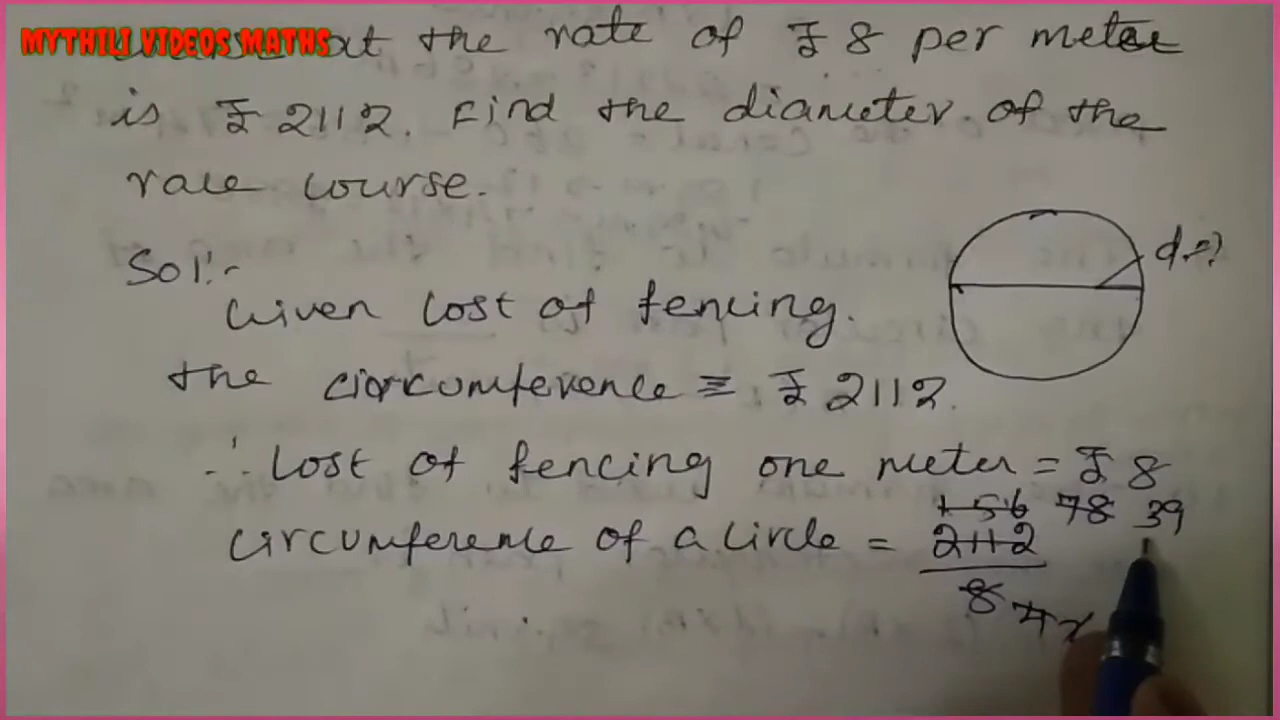 MYTHILI VIDEOS MATHS
at the rate of ₹ 8 per meter
is ₹ 2112. Find the diameter of the
race course.
d=?
Sol:-
Given cost of fencing
the circumference = ₹ 2112.
∴ cost of fencing one meter = ₹ 8
156 78 39
circumference of a circle = 2112
8 4 2